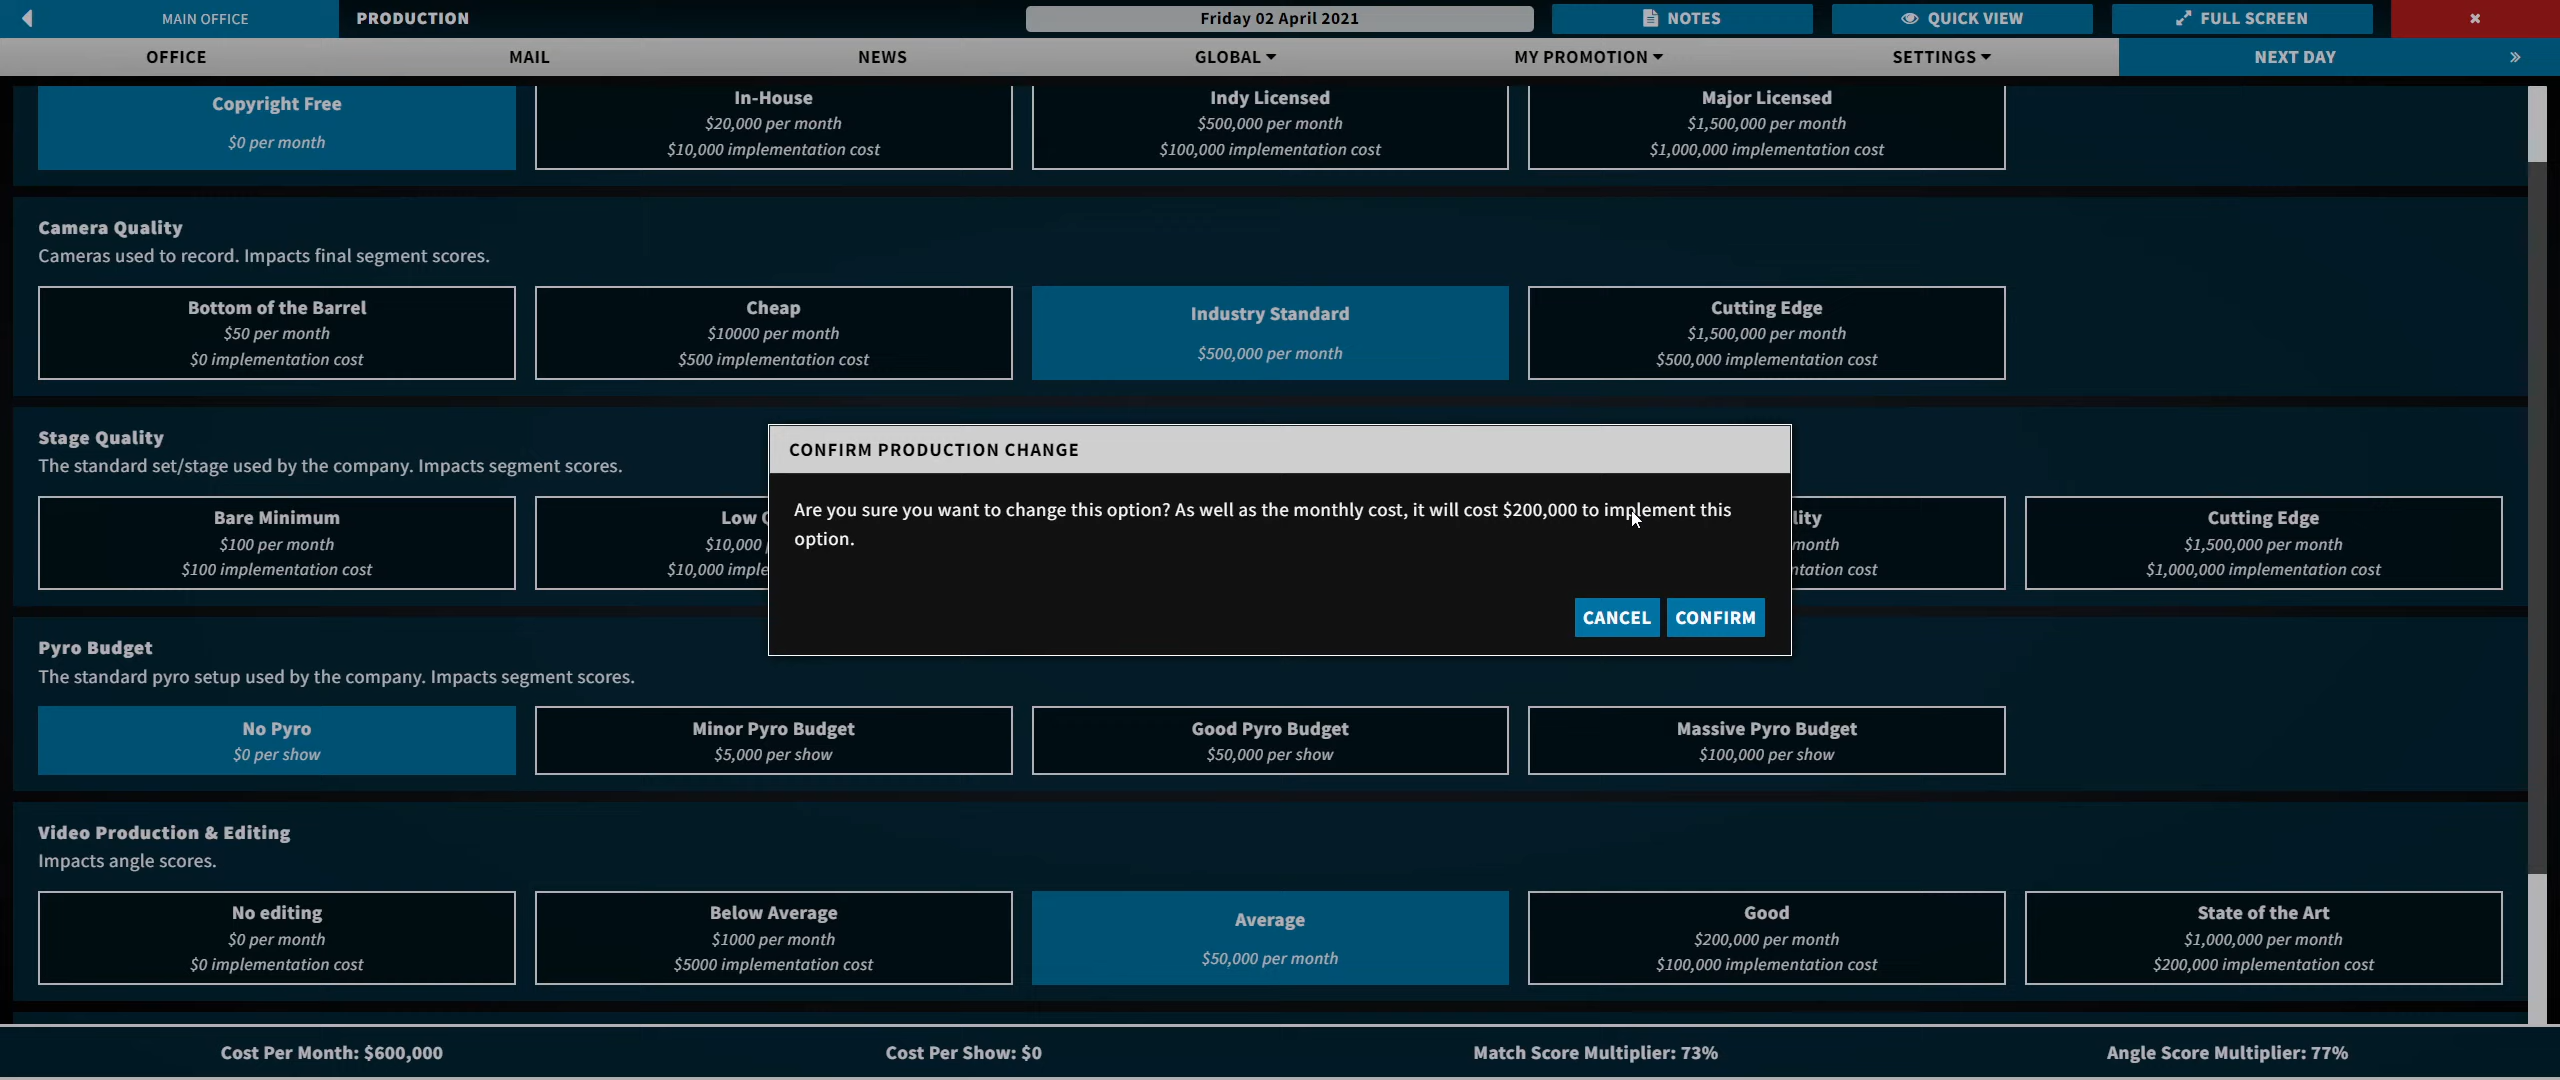 MAIN OFFICE
PRODUCTION
Friday 02 April 2021
NOTES
QUICK VIEW
FULL SCREEN
OFFICE
MAIL
NEWS
GLOBAL
MY PROMOTION
SETTINGS
NEXT DAY
Copyright Free
$0 per month
In-House
$20,000 per month
$10,000 implementation cost
Indy Licensed
$500,000 per month
$100,000 implementation cost
Major Licensed
$1,500,000 per month
$1,000,000 implementation cost
Camera Quality
Cameras used to record. Impacts final segment scores.
Bottom of the Barrel
$50 per month
$0 implementation cost
Cheap
$10000 per month
$500 implementation cost
Industry Standard
$500,000 per month
Cutting Edge
$1,500,000 per month
$500,000 implementation cost
Stage Quality
The standard set/stage used by the company. Impacts segment scores.
Bare Minimum
$100 per month
$100 implementation cost
Low
$10,000
$10,000
month
cost
Cutting Edge
$1,500,000 per month
$1,000,000 implementation cost
CONFIRM PRODUCTION CHANGE
Are you sure you want to change this option? As well as the monthly cost, it will cost $200,000 to implement this
option.
CANCEL
CONFIRM
Pyro Budget
The standard pyro setup used by the company. Impacts segment scores.
No Pyro
$0 per show
Minor Pyro Budget
$5,000 per show
Good Pyro Budget
$50,000 per show
Massive Pyro Budget
$100,000 per show
Video Production & Editing
Impacts angle scores.
No editing
$0 per month
$0 implementation cost
Below Average
$1000 per month
$5000 implementation cost
Average
$50,000 per month
Good
$200,000 per month
$100,000 implementation cost
State of the Art
$1,000,000 per month
$200,000 implementation cost
Cost Per Month: $600,000
Cost Per Show: $0
Match Score Multiplier: 73%
Angle Score Multiplier: 77%